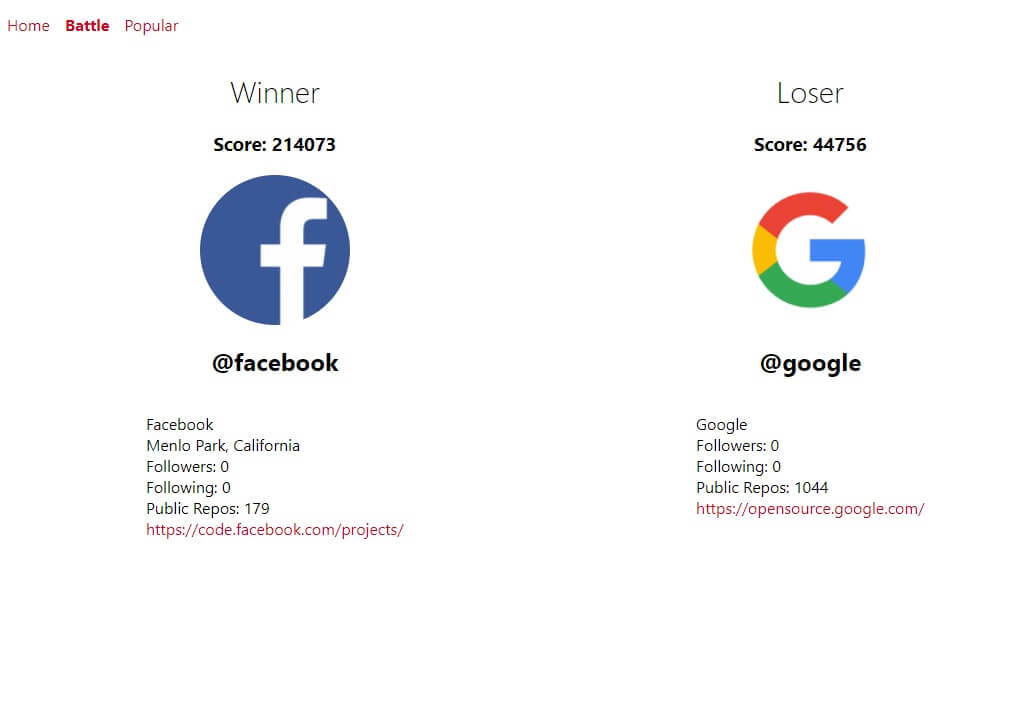 Home Battle Popular
Winner
Score: 214073
@facebook
Facebook
Menlo Park, California
Followers: 0
Following: 0
Public Repos: 179
https://code.facebook.com/projects/
Loser
Score: 44756
@google
Google
Followers: 0
Following: 0
Public Repos: 1044
https://opensource.google.com/